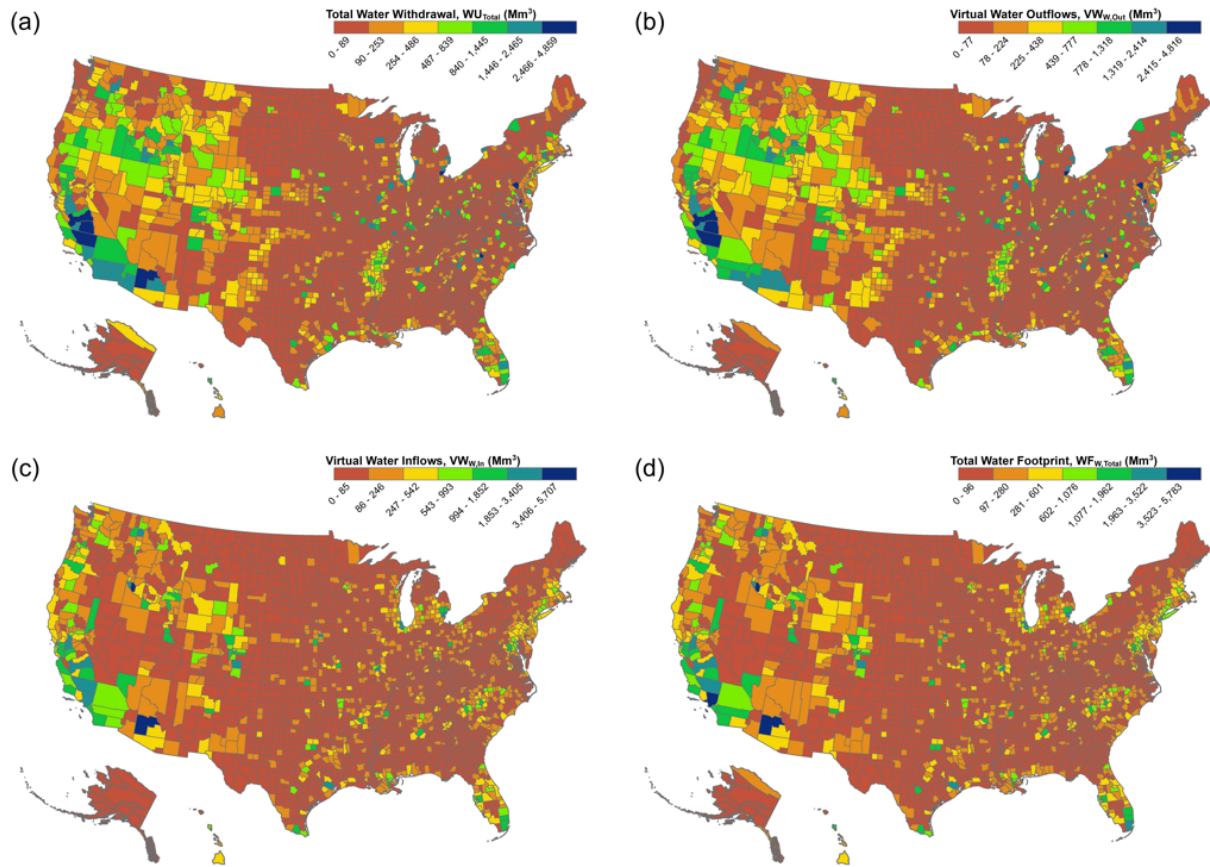 (a)
Total Water Withdrawal, WU_Total (Mm³)
0 - 89
90 - 253
254 - 486
487 - 839
840 - 1,445
1,446 - 2,465
2,466 - 4,859
(b)
Virtual Water Outflows, VW_W,Out (Mm³)
0 - 77
78 - 224
225 - 438
439 - 777
778 - 1,318
1,319 - 2,414
2,415 - 4,816
(c)
Virtual Water Inflows, VW_W,In (Mm³)
0 - 85
86 - 246
247 - 542
543 - 993
994 - 1,852
1,853 - 3,405
3,406 - 5,707
(d)
Total Water Footprint, WF_W,Total (Mm³)
0 - 96
97 - 280
281 - 601
602 - 1,076
1,077 - 1,962
1,963 - 3,522
3,523 - 5,783